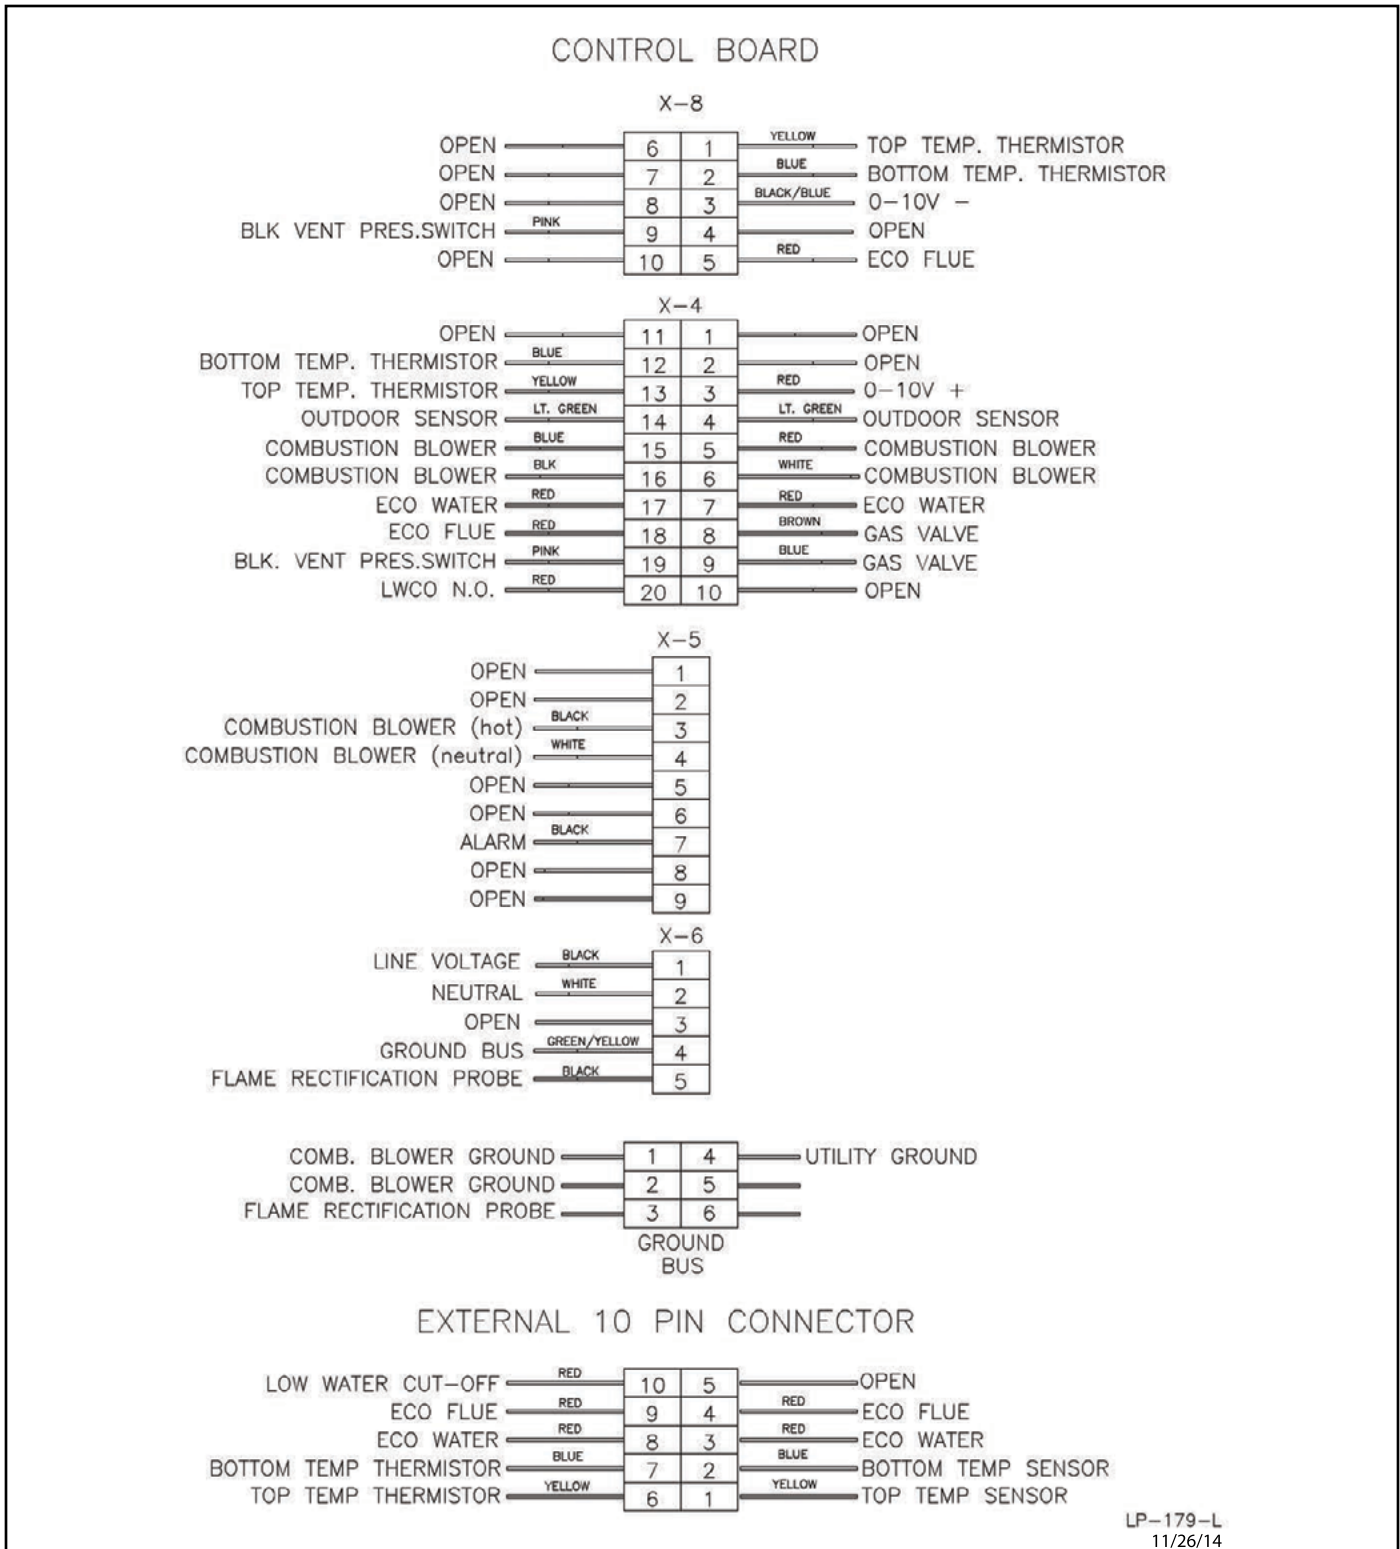 CONTROL BOARD
X-8
OPEN 6 1 YELLOW TOP TEMP. THERMISTOR
OPEN 7 2 BLUE BOTTOM TEMP. THERMISTOR
OPEN 8 3 BLACK/BLUE 0-10V -
BLK VENT PRES.SWITCH PINK 9 4 OPEN
OPEN 10 5 RED ECO FLUE
X-4
OPEN 11 1 OPEN
BOTTOM TEMP. THERMISTOR BLUE 12 2 OPEN
TOP TEMP. THERMISTOR YELLOW 13 3 RED 0-10V +
OUTDOOR SENSOR LT. GREEN 14 4 LT. GREEN OUTDOOR SENSOR
COMBUSTION BLOWER BLUE 15 5 RED COMBUSTION BLOWER
COMBUSTION BLOWER BLK 16 6 WHITE COMBUSTION BLOWER
ECO WATER RED 17 7 RED ECO WATER
ECO FLUE RED 18 8 BROWN GAS VALVE
BLK. VENT PRES.SWITCH PINK 19 9 BLUE GAS VALVE
LWCO N.O. RED 20 10 OPEN
X-5
OPEN 1
OPEN 2
COMBUSTION BLOWER (hot) BLACK 3
COMBUSTION BLOWER (neutral) WHITE 4
OPEN 5
OPEN 6
ALARM BLACK 7
OPEN 8
OPEN 9
X-6
LINE VOLTAGE BLACK 1
NEUTRAL WHITE 2
OPEN 3
GROUND BUS GREEN/YELLOW 4
FLAME RECTIFICATION PROBE BLACK 5
COMB. BLOWER GROUND 1 4 UTILITY GROUND
COMB. BLOWER GROUND 2 5
FLAME RECTIFICATION PROBE 3 6
GROUND
BUS
EXTERNAL 10 PIN CONNECTOR
LOW WATER CUT-OFF RED 10 5 OPEN
ECO FLUE RED 9 4 RED ECO FLUE
ECO WATER RED 8 3 RED ECO WATER
BOTTOM TEMP THERMISTOR BLUE 7 2 BLUE BOTTOM TEMP SENSOR
TOP TEMP THERMISTOR YELLOW 6 1 YELLOW TOP TEMP SENSOR
LP-179-L
11/26/14